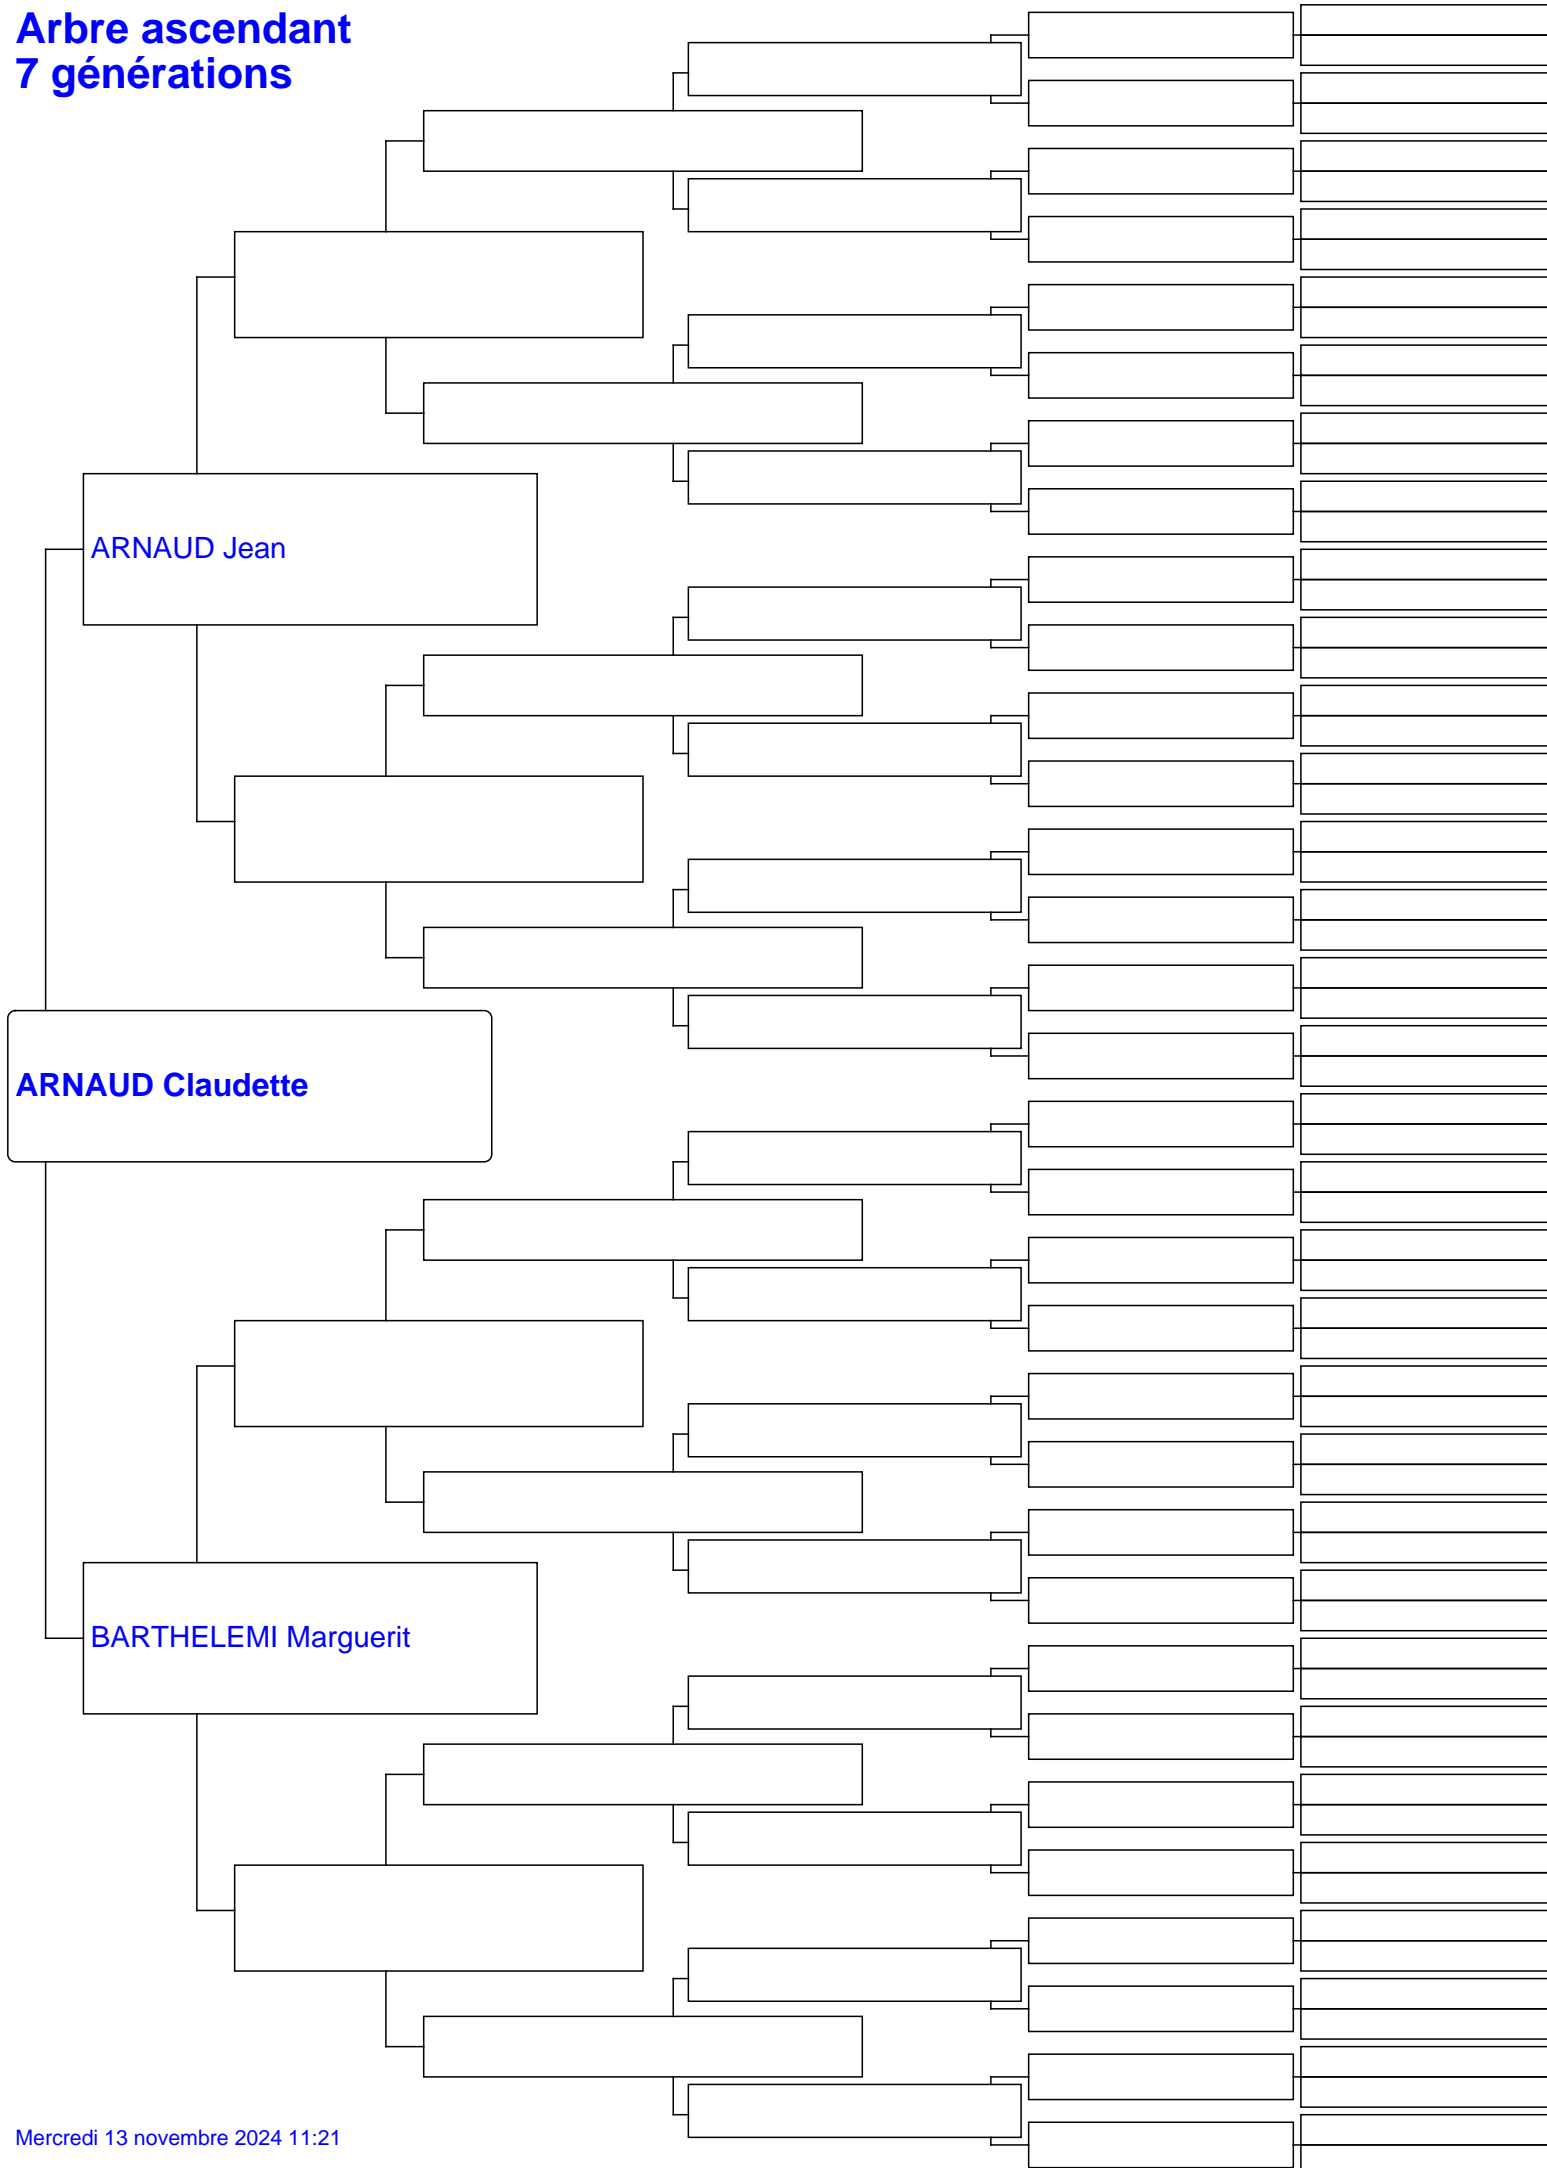 Arbre ascendant
7 générations
ARNAUD Jean
ARNAUD Claudette
BARTHELEMI Marguerit
Mercredi 13 novembre 2024 11:21